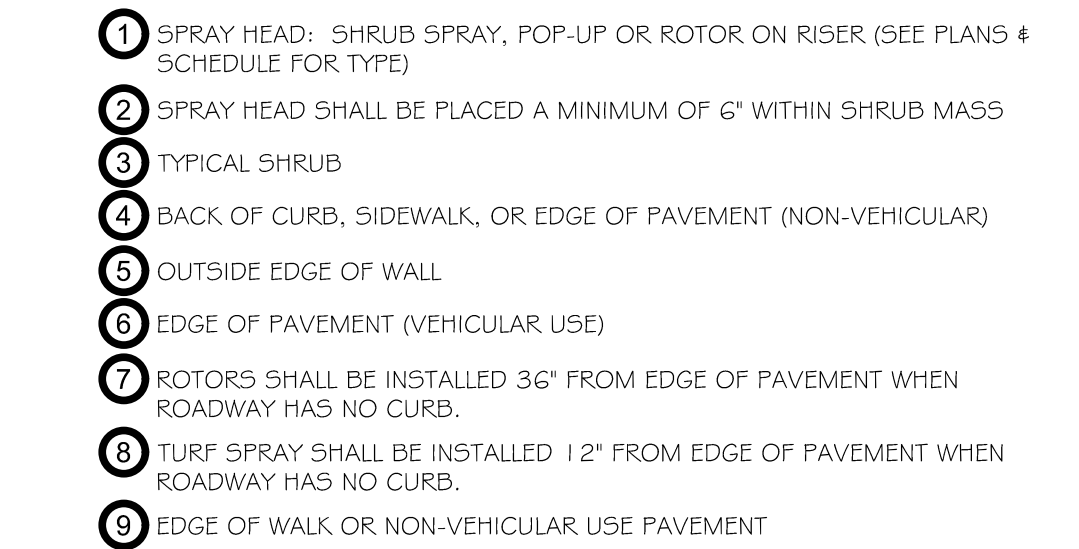 1 SPRAY HEAD: SHRUB SPRAY, POP-UP OR ROTOR ON RISER (SEE PLANS &
SCHEDULE FOR TYPE)
2 SPRAY HEAD SHALL BE PLACED A MINIMUM OF 6" WITHIN SHRUB MASS
3 TYPICAL SHRUB
4 BACK OF CURB, SIDEWALK, OR EDGE OF PAVEMENT (NON-VEHICULAR)
5 OUTSIDE EDGE OF WALL
6 EDGE OF PAVEMENT (VEHICULAR USE)
7 ROTORS SHALL BE INSTALLED 36" FROM EDGE OF PAVEMENT WHEN
ROADWAY HAS NO CURB.
8 TURF SPRAY SHALL BE INSTALLED 12" FROM EDGE OF PAVEMENT WHEN
ROADWAY HAS NO CURB.
9 EDGE OF WALK OR NON-VEHICULAR USE PAVEMENT